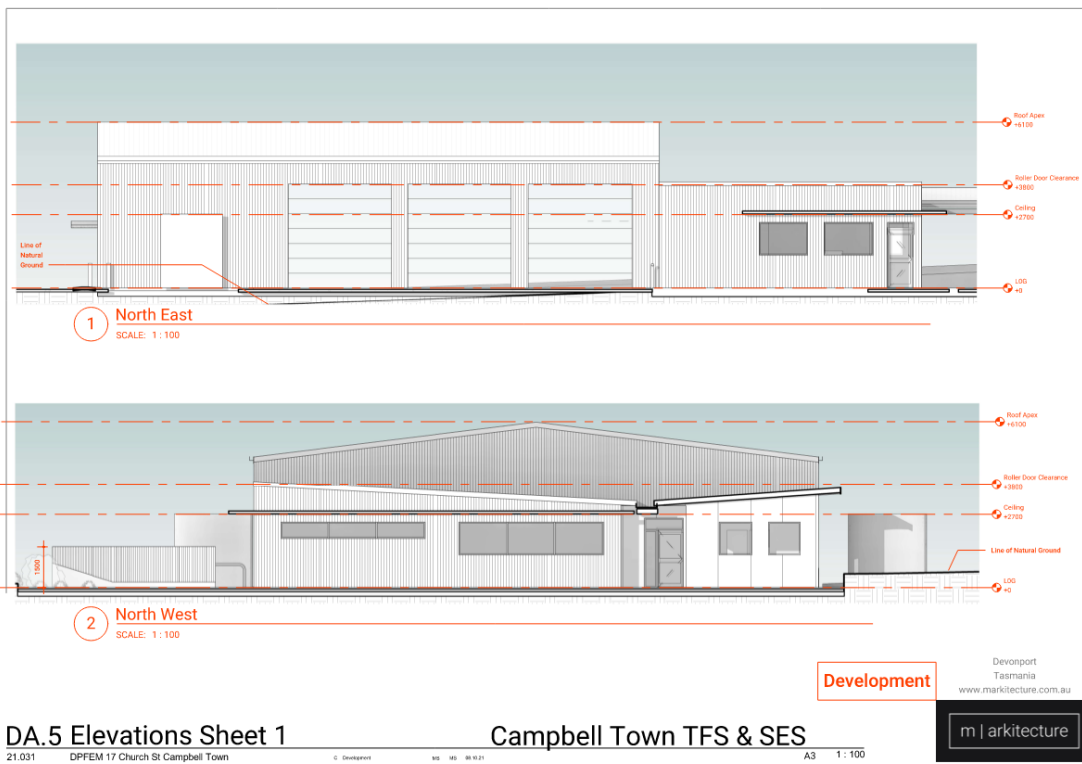 Roof Apex
+6100
Roller Door Clearance
+3800
Ceiling
+2700
Line of
Natural
Ground
LOG
+0
1
North East
SCALE: 1 : 100
Roof Apex
+6100
Roller Door Clearance
+3800
Ceiling
+2700
Line of Natural Ground
1500
LOG
+0
2
North West
SCALE: 1 : 100
Development
Devonport
Tasmania
www.markitecture.com.au
m | arkitecture
DA.5 Elevations Sheet 1
Campbell Town TFS & SES
21.031
DPFEM 17 Church St Campbell Town
C Development
MS MS
A3
1 : 100